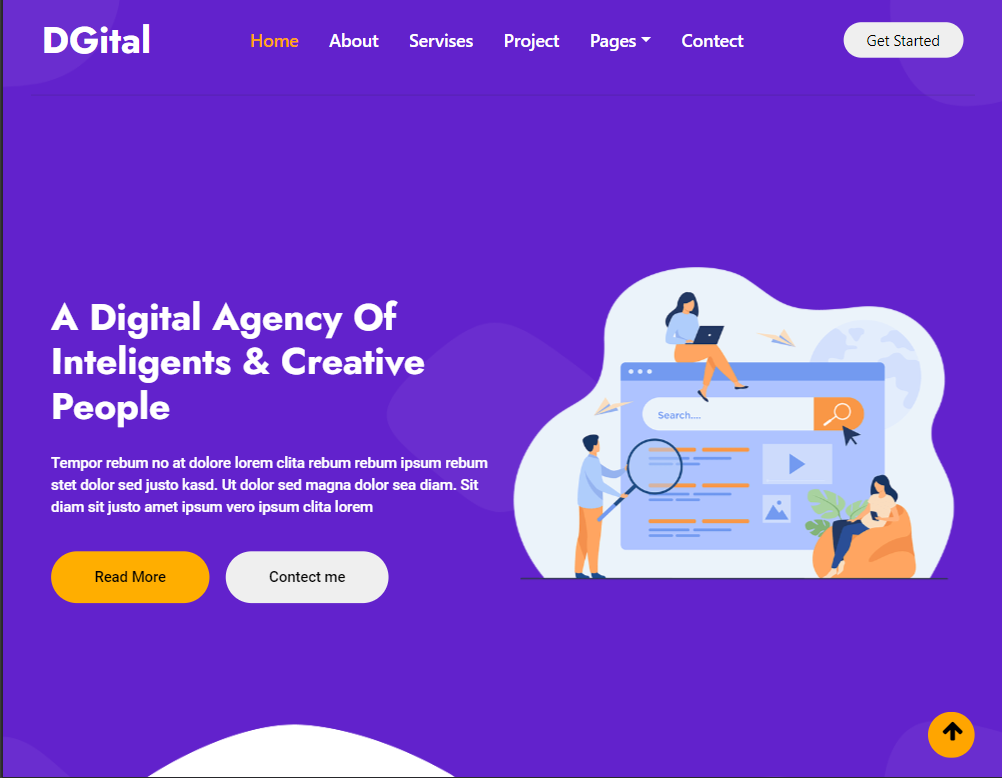 DGital
Home About Servises Project Pages Contact
Get Started
A Digital Agency Of
Inteligents & Creative
People
Tempor rebum no at dolore lorem clita rebum rebum ipsum rebum
stet dolor sed justo kasd. Ut dolor sed magna dolor sea diam. Sit
diam sit justo amet ipsum vero ipsum clita lorem
Read More
Contect me
Search....